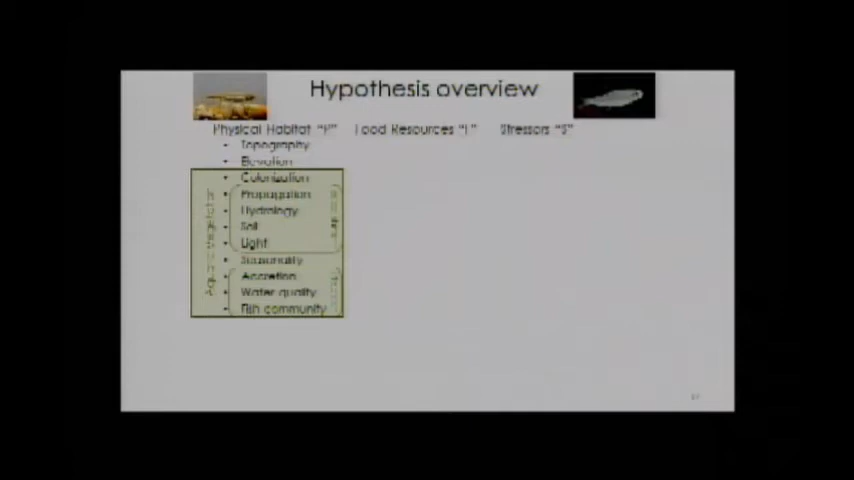 Hypothesis overview
Physical Habitat "P" Food Resources "F" Stressors "S"
• Topography
• Elevation
• Colonization
• Propagation
• Hydrology
• Soil
• Light
• Seasonality
• Accretion
• Water quality
• Fish community